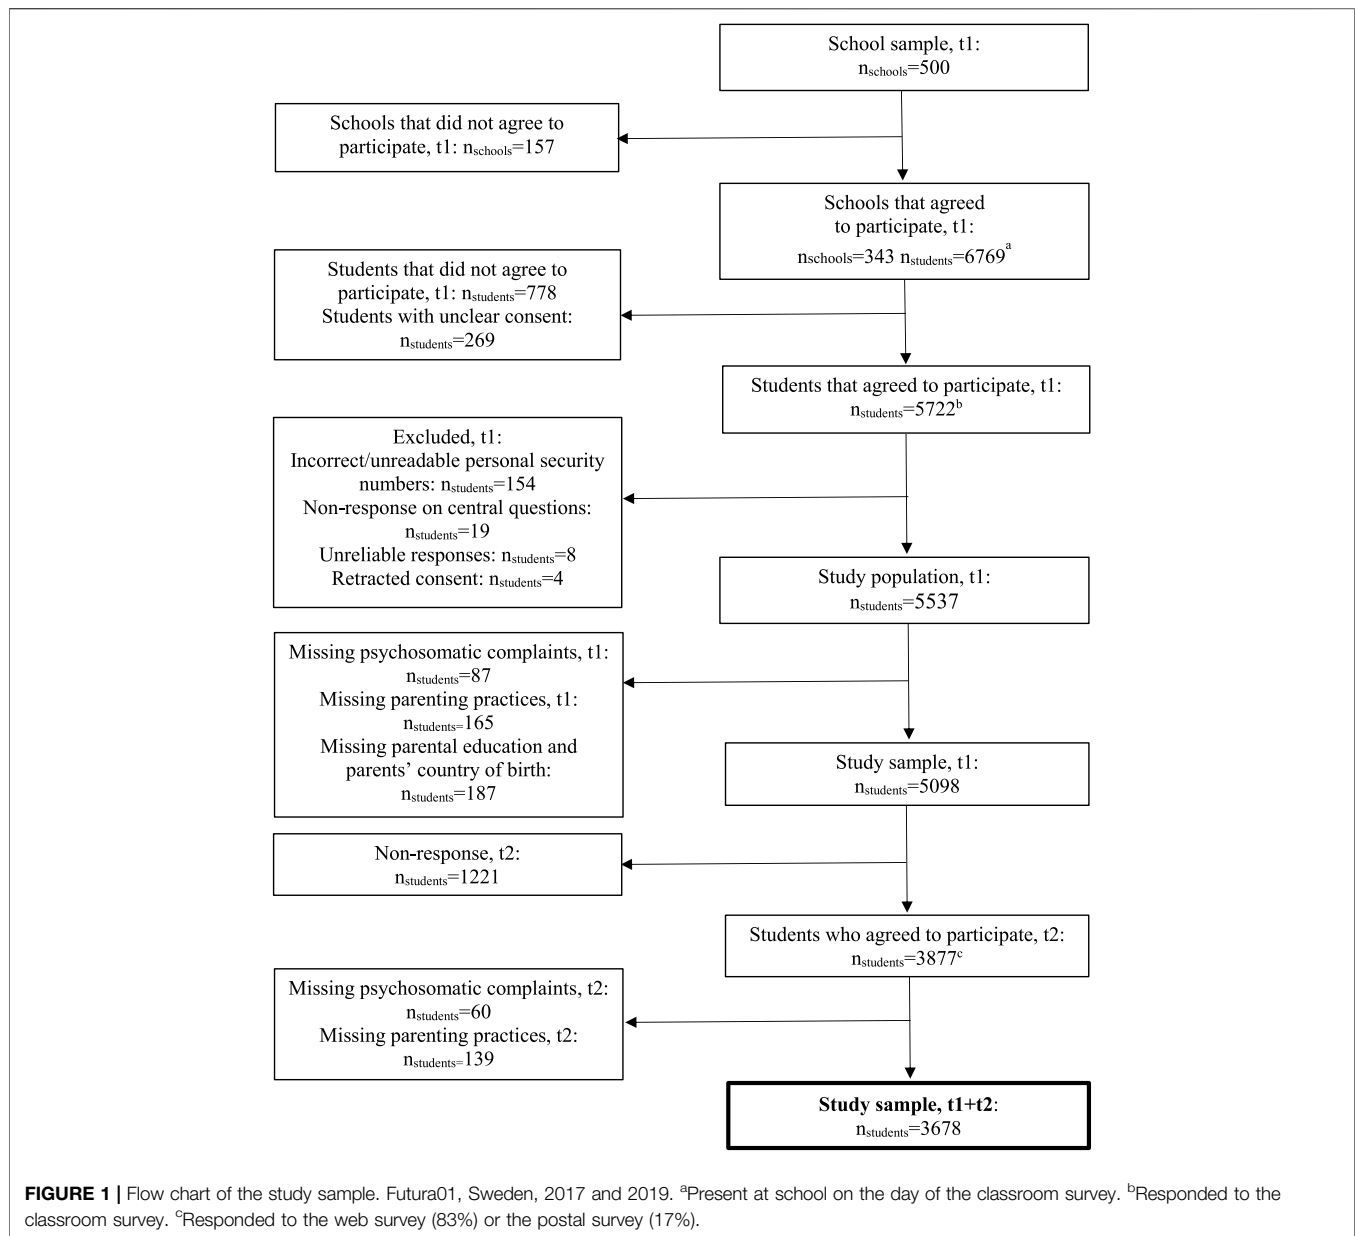 School sample, t1:
nschools=500
Schools that did not agree to
participate, t1: nschools=157
Schools that agreed
to participate, t1:
nschools=343 nstudents=6769a
Students that did not agree to
participate, t1: nstudents=778
Students with unclear consent:
nstudents=269
Students that agreed to participate, t1:
nstudents=5722b
Excluded, t1:
Incorrect/unreadable personal security
numbers: nstudents=154
Non-response on central questions:
nstudents=19
Unreliable responses: nstudents=8
Retracted consent: nstudents=4
Study population, t1:
nstudents=5537
Missing psychosomatic complaints, t1:
nstudents=87
Missing parenting practices, t1:
nstudents=165
Missing parental education and
parents’ country of birth:
nstudents=187
Study sample, t1:
nstudents=5098
Non-response, t2:
nstudents=1221
Students who agreed to participate, t2:
nstudents=3877c
Missing psychosomatic complaints, t2:
nstudents=60
Missing parenting practices, t2:
nstudents=139
Study sample, t1+t2:
nstudents=3678
FIGURE 1 | Flow chart of the study sample. Futura01, Sweden, 2017 and 2019. aPresent at school on the day of the classroom survey. bResponded to the
classroom survey. cResponded to the web survey (83%) or the postal survey (17%).